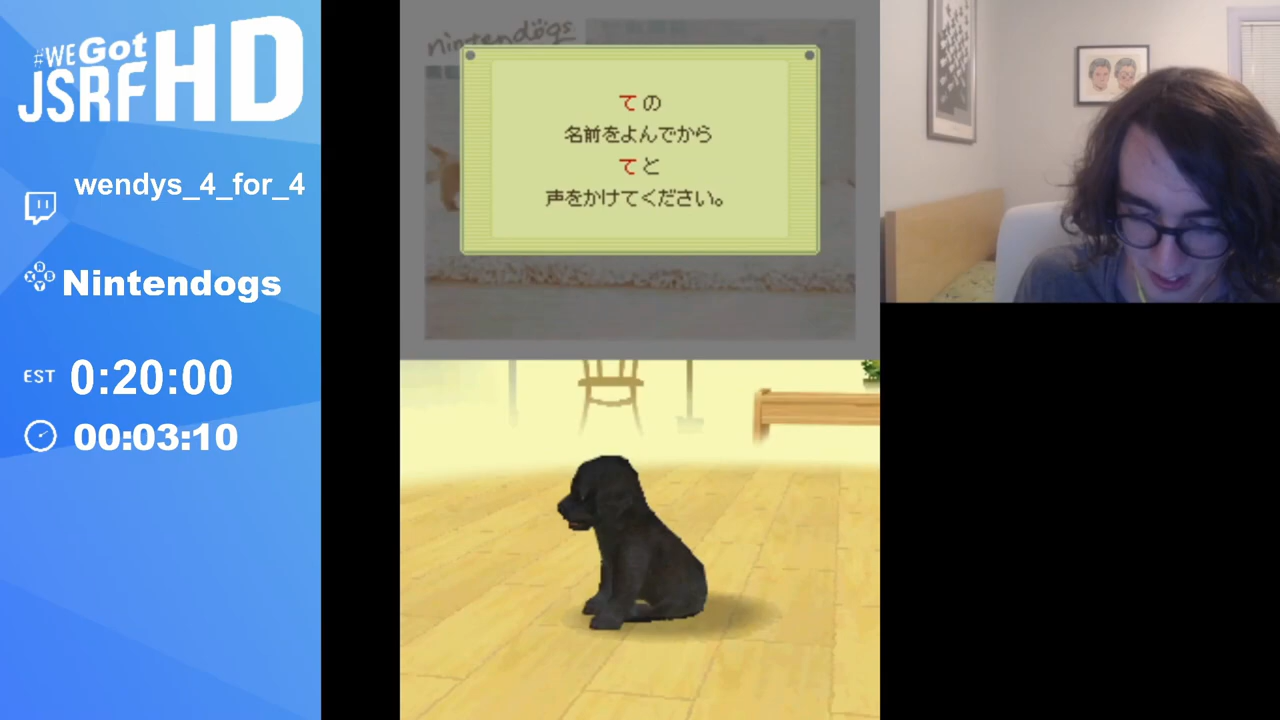 #WE Got
JSRF HD
wendys_4_for_4
Nintendogs
EST 0:20:00
00:03:10
nintendogs
ての
名前をよんでから
てと
声をかけてください。